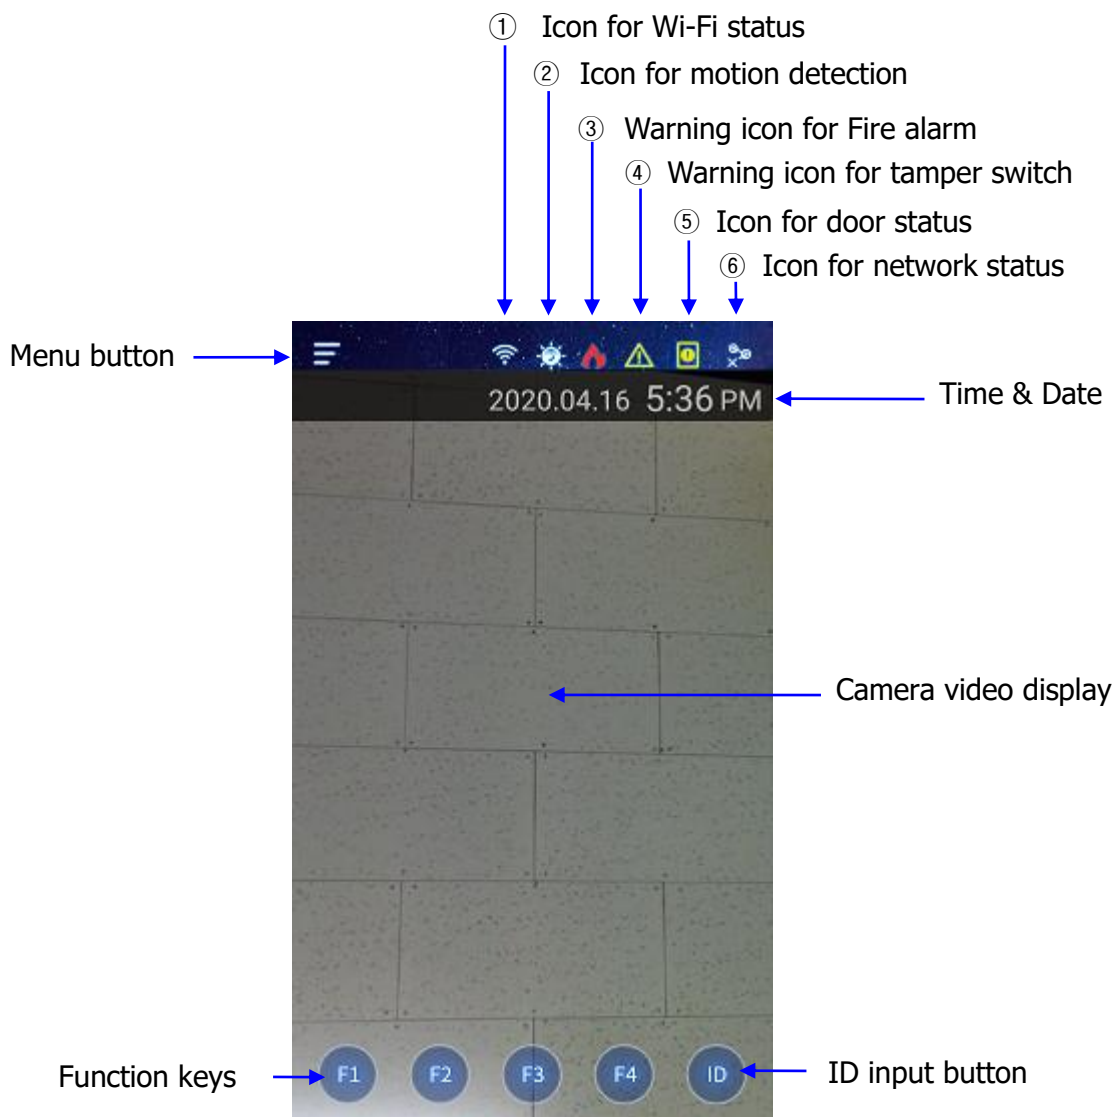 ① Icon for Wi-Fi status
② Icon for motion detection
③ Warning icon for Fire alarm
④ Warning icon for tamper switch
⑤ Icon for door status
⑥ Icon for network status
Menu button
2020.04.16 5:36 PM
Time & Date
Camera video display
Function keys
F1 F2 F3 F4 ID
ID input button